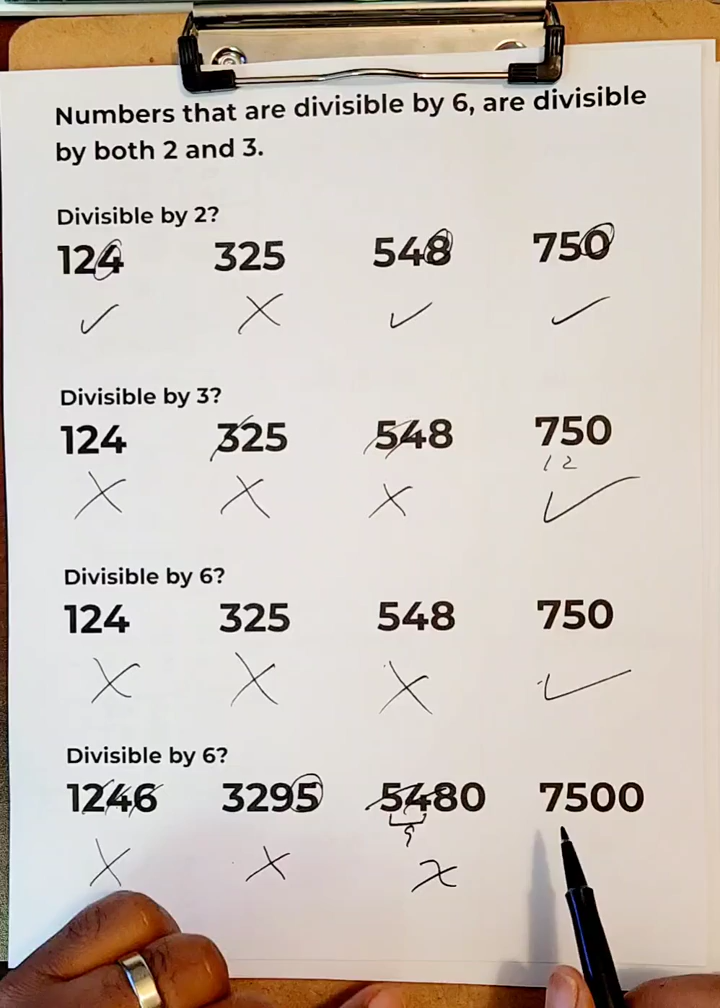 Numbers that are divisible by 6, are divisible
by both 2 and 3.
Divisible by 2?
124 325 548 750
✓ X ✓ ✓
Divisible by 3?
124 325 548 750
12
X X X ✓
Divisible by 6?
124 325 548 750
X X X ✓
Divisible by 6?
1246 3295 5480 7500
9
X X X